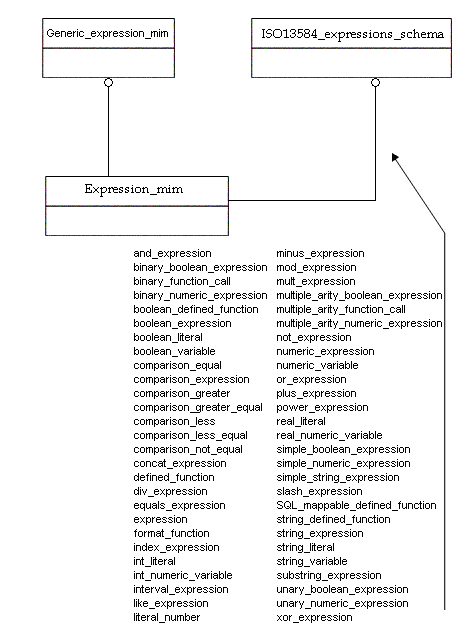 Generic_expression_mim
ISO13584_expressions_schema
Expression_mim
and_expression
binary_boolean_expression
binary_function_call
binary_numeric_expression
boolean_defined_function
boolean_expression
boolean_literal
boolean_variable
comparison_equal
comparison_expression
comparison_greater
comparison_greater_equal
comparison_less
comparison_less_equal
comparison_not_equal
concat_expression
defined_function
div_expression
equals_expression
expression
format_function
index_expression
int_literal
int_numeric_variable
interval_expression
like_expression
literal_number
minus_expression
mod_expression
mult_expression
multiple_arity_boolean_expression
multiple_arity_function_call
multiple_arity_numeric_expression
not_expression
numeric_expression
numeric_variable
or_expression
plus_expression
power_expression
real_literal
real_numeric_variable
simple_boolean_expression
simple_numeric_expression
simple_string_expression
slash_expression
SQL_mappable_defined_function
string_defined_function
string_expression
string_literal
string_variable
substring_expression
unary_boolean_expression
unary_numeric_expression
xor_expression